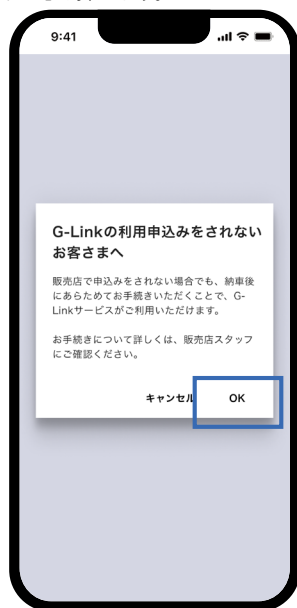 9:41
G-Linkの利用申込みをされない
お客さまへ
販売店で申込みをされない場合でも、納車後
にあらためてお手続きいただくことで、G-
Linkサービスがご利用いただけます。
お手続きについて詳しくは、販売店スタッフ
にご確認ください。
キャンセル OK